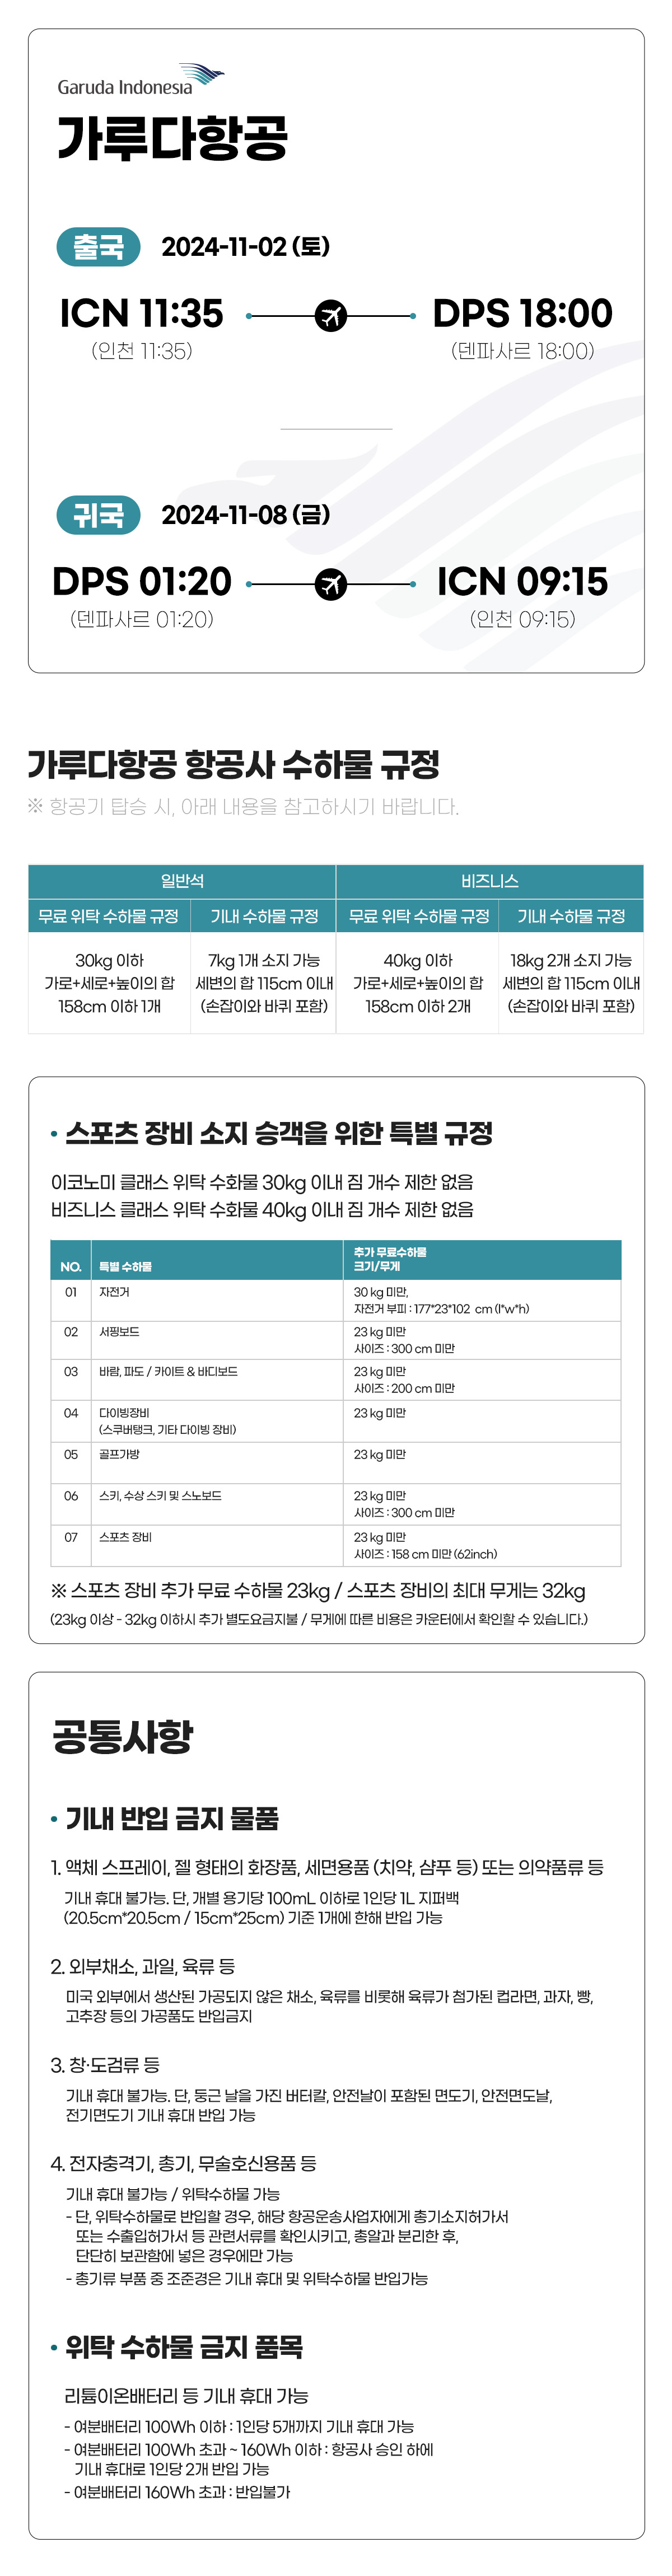 Garuda Indonesia
가루다항공
출국 2024-11-02 (토)
ICN 11:35 DPS 18:00
(인천 11:35) (덴파사르 18:00)
귀국 2024-11-08 (금)
DPS 01:20 ICN 09:15
(덴파사르 01:20) (인천 09:15)
가루다항공 항공사 수하물 규정
※ 항공기 탑승 시, 아래 내용을 참고하시기 바랍니다.
일반석 비즈니스
무료 위탁 수하물 규정 기내 수하물 규정 무료 위탁 수하물 규정 기내 수하물 규정
30kg 이하 7kg 1개 소지 가능 40kg 이하 18kg 2개 소지 가능
가로+세로+높이의 합 세변의 합 115cm 이내 가로+세로+높이의 합 세변의 합 115cm 이내
158cm 이하 1개 (손잡이와 바퀴 포함) 158cm 이하 2개 (손잡이와 바퀴 포함)
• 스포츠 장비 소지 승객을 위한 특별 규정
이코노미 클래스 위탁 수화물 30kg 이내 짐 개수 제한 없음
비즈니스 클래스 위탁 수화물 40kg 이내 짐 개수 제한 없음
추가 무료수하물
NO. 특별 수하물 크기/무게
01 자전거 30 kg 미만,
자전거 부피 : 177*23*102 cm (l*w*h)
02 서핑보드 23 kg 미만
사이즈 : 300 cm 미만
03 바람, 파도 / 카이트 & 바디보드 23 kg 미만
사이즈 : 200 cm 미만
04 다이빙장비 23 kg 미만
(스쿠버탱크, 기타 다이빙 장비)
05 골프가방 23 kg 미만
06 스키, 수상 스키 및 스노보드 23 kg 미만
사이즈 : 300 cm 미만
07 스포츠 장비 23 kg 미만
사이즈 : 158 cm 미만 (62inch)
※ 스포츠 장비 추가 무료 수하물 23kg / 스포츠 장비의 최대 무게는 32kg
(23kg 이상 - 32kg 이하시 추가 별도요금지불 / 무게에 따른 비용은 카운터에서 확인할 수 있습니다.)
공통사항
• 기내 반입 금지 물품
1. 액체 스프레이, 젤 형태의 화장품, 세면용품 (치약, 샴푸 등) 또는 의약품류 등
기내 휴대 불가능. 단, 개별 용기당 100mL 이하로 1인당 1L 지퍼백
(20.5cm*20.5cm / 15cm*25cm) 기준 1개에 한해 반입 가능
2. 외부채소, 과일, 육류 등
미국 외부에서 생산된 가공되지 않은 채소, 육류를 비롯해 육류가 첨가된 컵라면, 과자, 빵,
고추장 등의 가공품도 반입금지
3. 창·도검류 등
기내 휴대 불가능. 단, 둥근 날을 가진 버터칼, 안전날이 포함된 면도기, 안전면도날,
전기면도기 기내 휴대 반입 가능
4. 전자충격기, 총기, 무술호신용품 등
기내 휴대 불가능 / 위탁수하물 가능
- 단, 위탁수하물로 반입할 경우, 해당 항공운송사업자에게 총기소지허가서
또는 수출입허가서 등 관련서류를 확인시키고, 총알과 분리한 후,
단단히 보관함에 넣은 경우에만 가능
- 총기류 부품 중 조준경은 기내 휴대 및 위탁수하물 반입가능
• 위탁 수하물 금지 품목
리튬이온배터리 등 기내 휴대 가능
- 여분배터리 100Wh 이하 : 1인당 5개까지 기내 휴대 가능
- 여분배터리 100Wh 초과 ~ 160Wh 이하 : 항공사 승인 하에
기내 휴대로 1인당 2개 반입 가능
- 여분배터리 160Wh 초과 : 반입불가